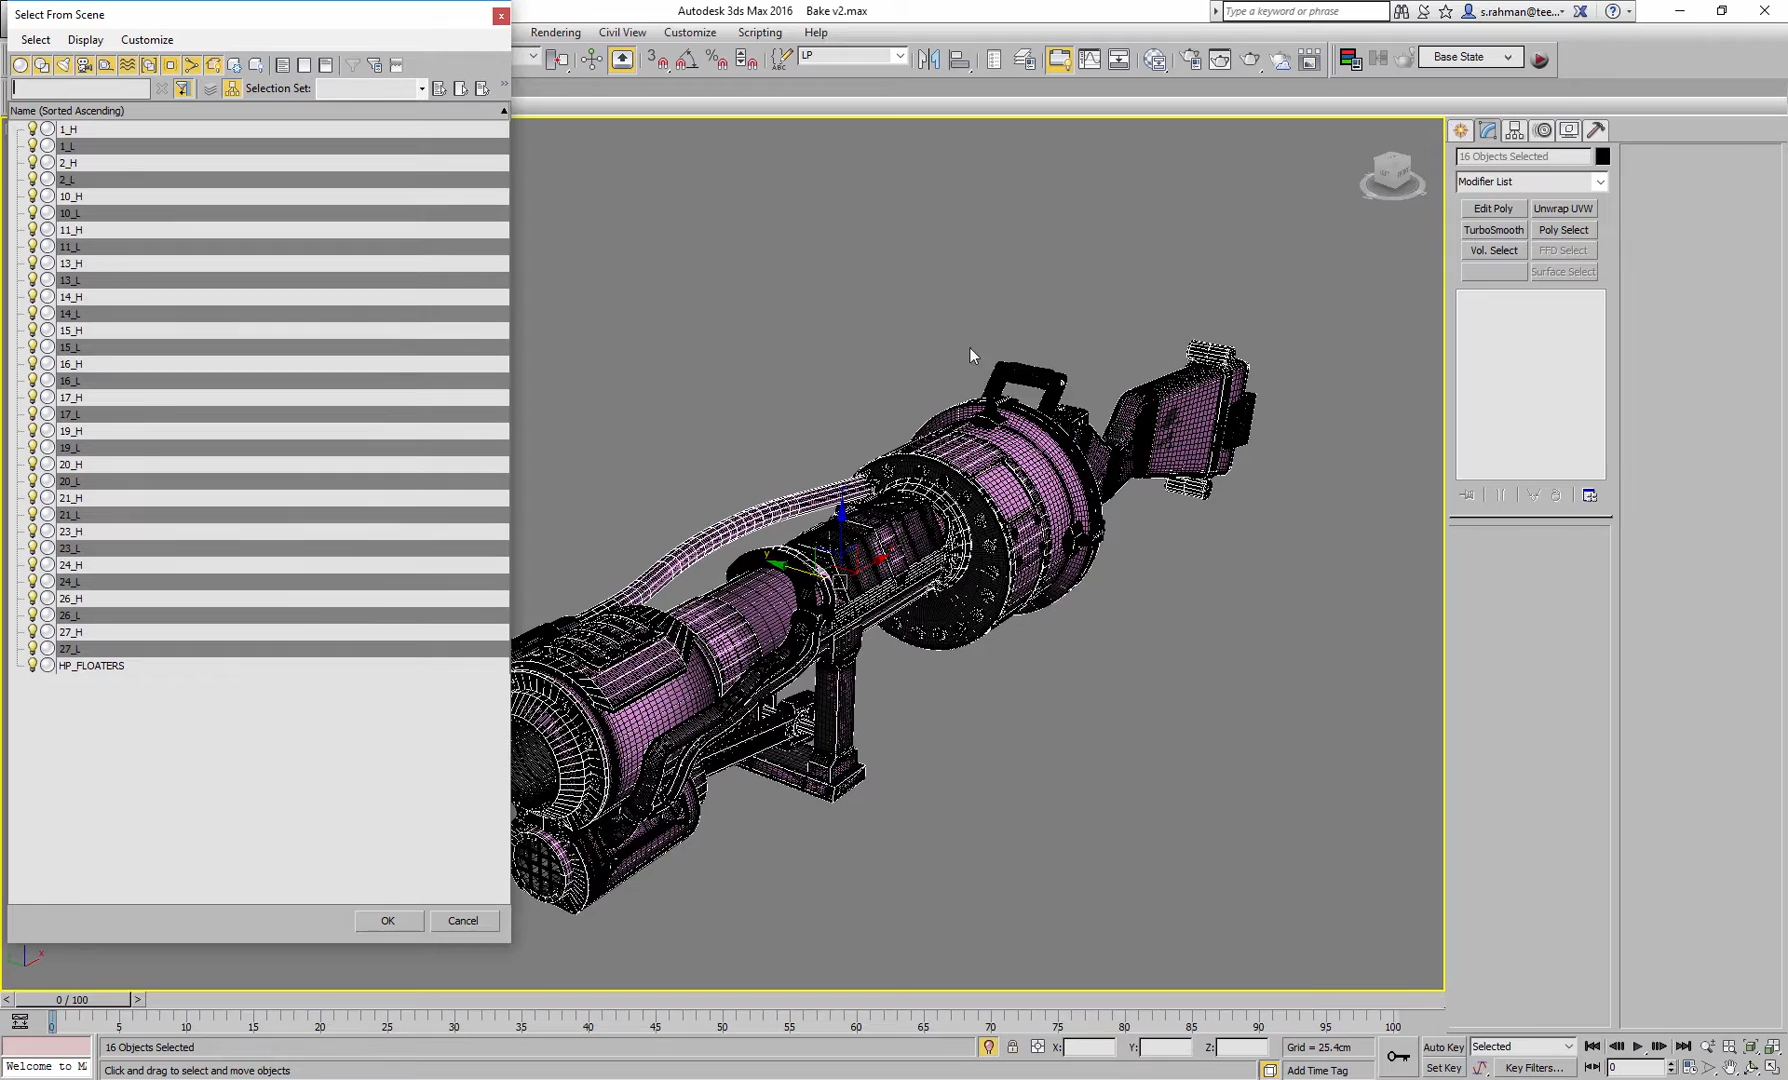 Select From Scene
x
Autodesk 3ds Max 2016    Bake v2.max
Type a keyword or phrase
s.rahman@tee...
Select Display Customize
Rendering Civil View Customize Scripting Help
LP
Base State
Selection Set:
Name (Sorted Ascending)
1_H
1_L
2_H
2_L
10_H
10_L
11_H
11_L
13_H
13_L
14_H
14_L
15_H
15_L
16_H
16_L
17_H
17_L
19_H
19_L
20_H
20_L
21_H
21_L
23_H
23_L
24_H
24_L
26_H
26_L
27_H
27_L
HP_FLOATERS
OK Cancel
16 Objects Selected
Modifier List
Edit Poly Unwrap UVW
TurboSmooth Poly Select
Vol. Select FFD Select
Surface Select
y
x
< 0 / 100 >
0 5 10 15 20 25 30 35 40 45 50 55 60 65 70 75 80 85 90 95 100
16 Objects Selected
X: Y: Z: Grid = 25.4cm
Auto Key Selected
Welcome to Ma
Click and drag to select and move objects
Add Time Tag
Set Key Key Filters... 0